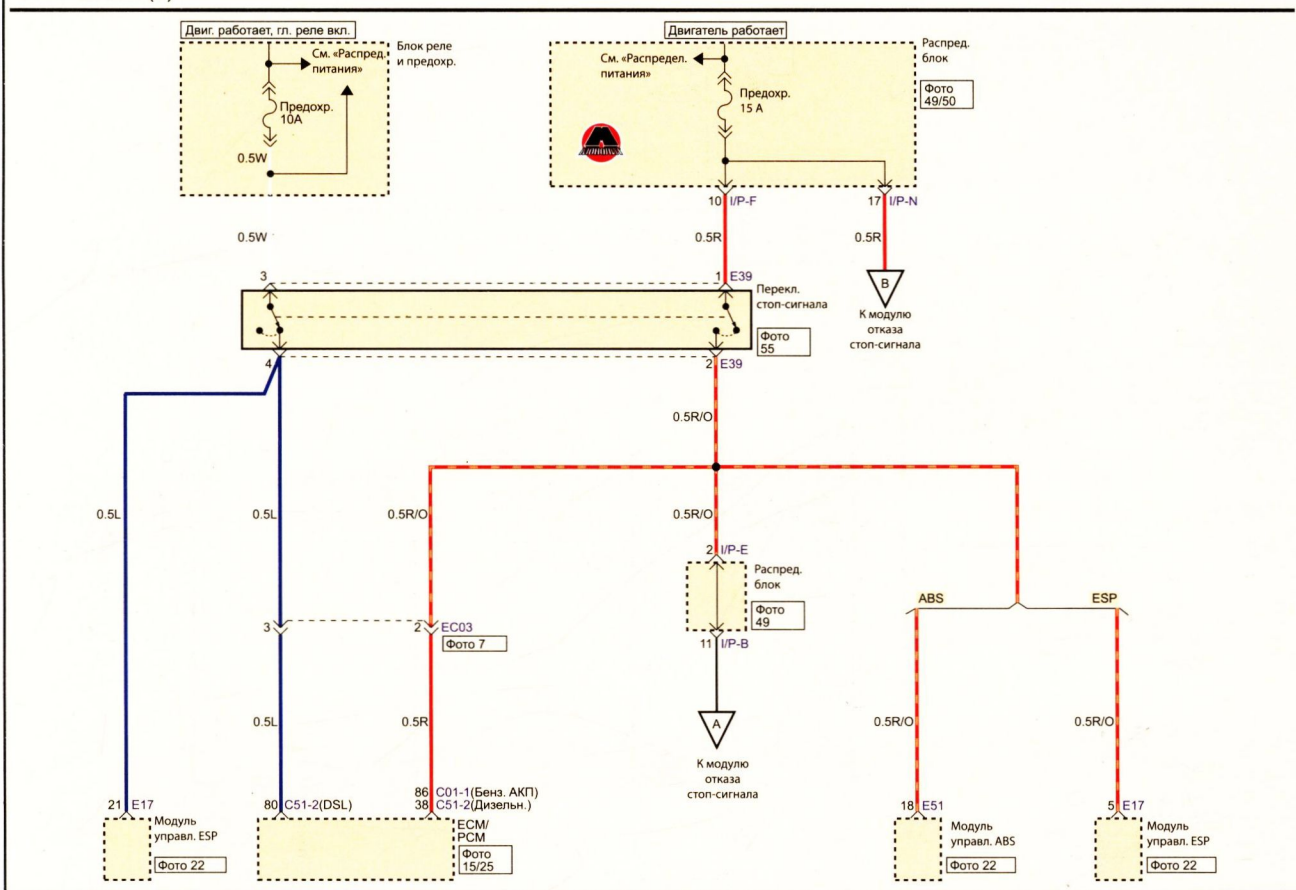 Двиг. работает, гл. реле вкл.
Блок реле
и предохр.
См. «Распред.
питания»
Предохр.
10A
0.5W
0.5W
Двигатель работает
Распред.
блок
См. «Распредел.
питания»
Фото
49/50
Предохр.
15 А
10 I/P-F
17 I/P-N
0.5R
0.5R
B
К модулю
отказа
стоп-сигнала
3
1 E39
Перекл.
стоп-сигнала
Фото
55
4
2 E39
0.5R/O
0.5L
0.5L
0.5R/O
0.5R/O
2 I/P-E
Распред.
блок
Фото
49
11 I/P-B
ABS
ESP
3
2 EC03
Фото 7
0.5L
0.5R
A
0.5R/O
0.5R/O
К модулю
отказа
стоп-сигнала
21 E17
Модуль
управл. ESP
Фото 22
80 C51-2(DSL)
86 C01-1(Бенз. АКП)
38 C51-2(Дизельн.)
ECM/
PCM
Фото
15/25
18 E51
Модуль
управл. ABS
Фото 22
5 E17
Модуль
управл. ESP
Фото 22